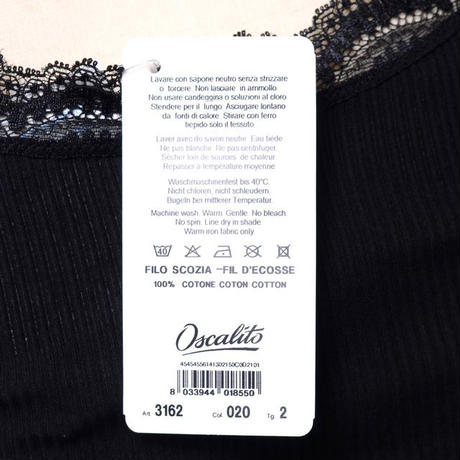 Lavare con sapone neutro senza strizzare
o torcere. Non lasciare in ammollo
Non usare candeggina o soluzioni al cloro
Stendere per il lungo. Asciugare lontano
da fonti di calore. Stirare con ferro
tiepido solo il tessuto
Laver avec du savon neutre. Eau tiède
Ne pas blanchir. Ne pas centrifuger
Sécher loin de sources de chaleur.
Repasser à température moyenne
Waschmaschinenfest bis 40°C.
Nicht chloren, nicht schleudern.
Bugeln bei mittlerer Temperatur.
Machine wash. Warm. Gentle. No bleach.
No spin. Line dry in shade.
Warm iron fabric only
40
FILO SCOZIA -FIL D'ECOSSE
100% COTONE COTON COTTON
Oscalito
8 033944 018550
Art. 3162 Col. 020 Tg. 2